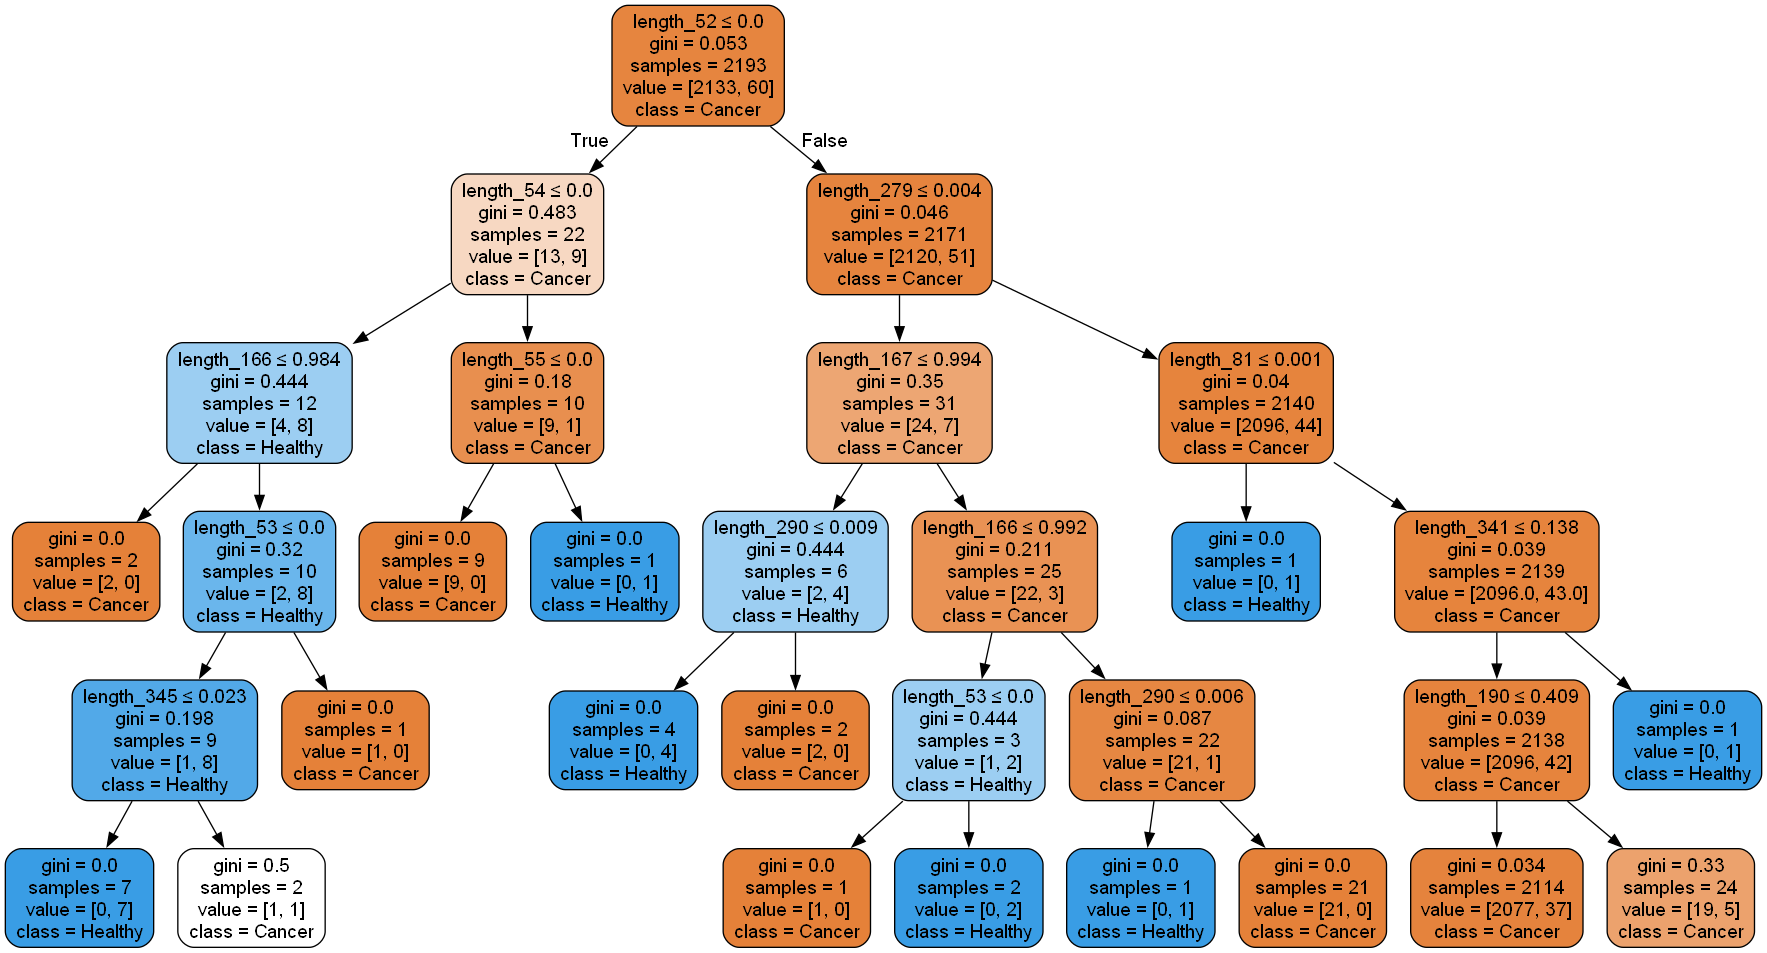 length_52 ≤ 0.0
gini = 0.053
samples = 2193
value = [2133, 60]
class = Cancer
True
False
length_54 ≤ 0.0
gini = 0.483
samples = 22
value = [13, 9]
class = Cancer
length_279 ≤ 0.004
gini = 0.046
samples = 2171
value = [2120, 51]
class = Cancer
length_166 ≤ 0.984
gini = 0.444
samples = 12
value = [4, 8]
class = Healthy
length_55 ≤ 0.0
gini = 0.18
samples = 10
value = [9, 1]
class = Cancer
length_167 ≤ 0.994
gini = 0.35
samples = 31
value = [24, 7]
class = Cancer
length_81 ≤ 0.001
gini = 0.04
samples = 2140
value = [2096, 44]
class = Cancer
gini = 0.0
samples = 2
value = [2, 0]
class = Cancer
length_53 ≤ 0.0
gini = 0.32
samples = 10
value = [2, 8]
class = Healthy
gini = 0.0
samples = 9
value = [9, 0]
class = Cancer
gini = 0.0
samples = 1
value = [0, 1]
class = Healthy
length_290 ≤ 0.009
gini = 0.444
samples = 6
value = [2, 4]
class = Healthy
length_166 ≤ 0.992
gini = 0.211
samples = 25
value = [22, 3]
class = Cancer
gini = 0.0
samples = 1
value = [0, 1]
class = Healthy
length_341 ≤ 0.138
gini = 0.039
samples = 2139
value = [2096.0, 43.0]
class = Cancer
length_345 ≤ 0.023
gini = 0.198
samples = 9
value = [1, 8]
class = Healthy
gini = 0.0
samples = 1
value = [1, 0]
class = Cancer
gini = 0.0
samples = 4
value = [0, 4]
class = Healthy
gini = 0.0
samples = 2
value = [2, 0]
class = Cancer
length_53 ≤ 0.0
gini = 0.444
samples = 3
value = [1, 2]
class = Healthy
length_290 ≤ 0.006
gini = 0.087
samples = 22
value = [21, 1]
class = Cancer
length_190 ≤ 0.409
gini = 0.039
samples = 2138
value = [2096, 42]
class = Cancer
gini = 0.0
samples = 1
value = [0, 1]
class = Healthy
gini = 0.0
samples = 7
value = [0, 7]
class = Healthy
gini = 0.5
samples = 2
value = [1, 1]
class = Cancer
gini = 0.0
samples = 1
value = [1, 0]
class = Cancer
gini = 0.0
samples = 2
value = [0, 2]
class = Healthy
gini = 0.0
samples = 1
value = [0, 1]
class = Healthy
gini = 0.0
samples = 21
value = [21, 0]
class = Cancer
gini = 0.034
samples = 2114
value = [2077, 37]
class = Cancer
gini = 0.33
samples = 24
value = [19, 5]
class = Cancer